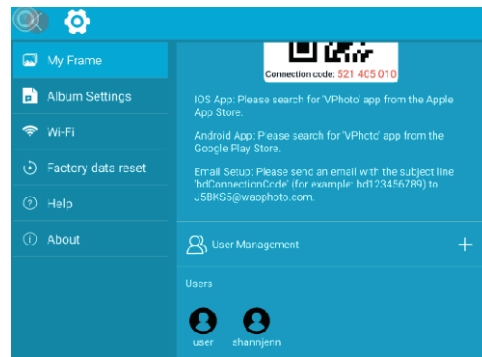 My Frame
Album Settings
Wi-Fi
Factory data reset
Help
About
Connection code: 521 405 010
IOS App: Please search for 'VPhoto' app from the Apple
App Store.
Android App: Please search for 'VPhoto' app from the
Google Play Store.
Email Setup: Please send an email with the subject line
'hdConnectionCode' (for example: hd123456789) to
User Management
Users
user
shannjenn